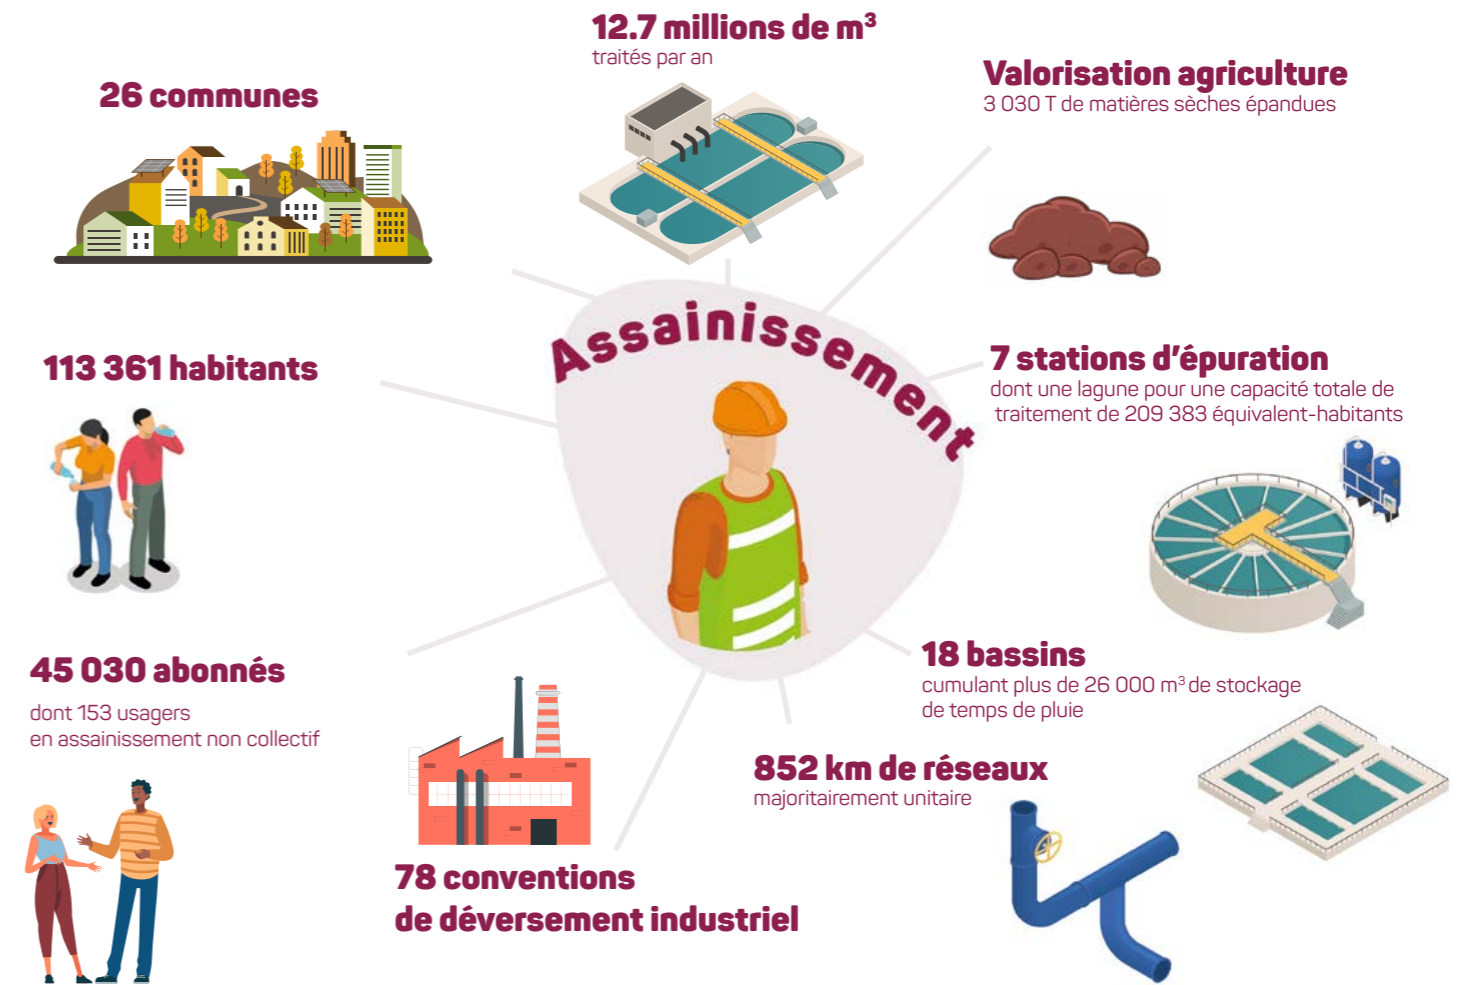 12.7 millions de m³
traités par an
26 communes
Valorisation agriculture
3 030 T de matières sèches épandues
Assainissement
113 361 habitants
7 stations d'épuration
dont une lagune pour une capacité totale de
traitement de 209 383 équivalent-habitants
45 030 abonnés
dont 153 usagers
en assainissement non collectif
18 bassins
cumulant plus de 26 000 m³ de stockage
de temps de pluie
852 km de réseaux
majoritairement unitaire
78 conventions
de déversement industriel